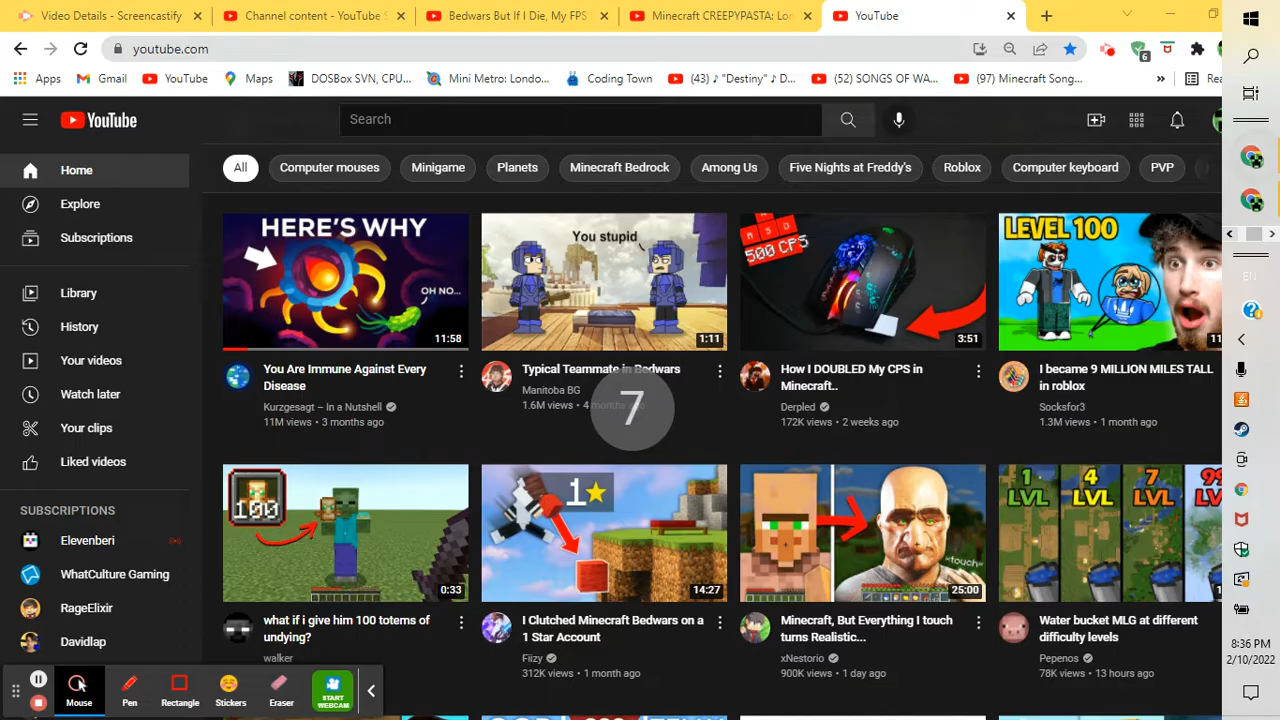 Video Details - Screencastify
Channel content - YouTube S
Bedwars But If I Die, My FPS
Minecraft CREEPYPASTA: Lon
YouTube
youtube.com
6
Apps
Gmail
YouTube
Maps
DOSBox SVN, CPU...
Mini Metro: Londo...
Coding Town
(43) ♪ "Destiny" ♪ D...
(52) SONGS OF WA...
(97) Minecraft Song...
»
Rea
YouTube
Search
Home
Explore
Subscriptions
Library
History
Your videos
Watch later
Your clips
Liked videos
SUBSCRIPTIONS
Elevenberi
WhatCulture Gaming
RageElixir
Davidlap
All
Computer mouses
Minigame
Planets
Minecraft Bedrock
Among Us
Five Nights at Freddy's
Roblox
Computer keyboard
PVP
HERE'S WHY
OH NO...
11:58
You Are Immune Against Every
Disease
Kurzgesagt – In a Nutshell
11M views • 3 months ago
You stupid
1:11
Typical Teammate in Bedwars
Manitoba BG
1.6M views • 4 months ago
7
500 CPS
3:51
How I DOUBLED My CPS in
Minecraft..
Derpled
172K views • 2 weeks ago
LEVEL 100
11
I became 9 MILLION MILES TALL
in roblox
Socksfor3
1.3M views • 1 month ago
100
0:33
what if i give him 100 totems of
undying?
walker
1
14:27
I Clutched Minecraft Bedwars on a
1 Star Account
Fiizy
312K views • 1 month ago
*touch*
25:00
Minecraft, But Everything I touch
turns Realistic...
xNestorio
900K views • 1 day ago
1
LVL
4
LVL
7
LVL
99
LVL
Water bucket MLG at different
difficulty levels
Pepenos
78K views • 13 hours ago
Mouse
Pen
Rectangle
Stickers
Eraser
START
WEBCAM
EN
8:36 PM
2/10/2022